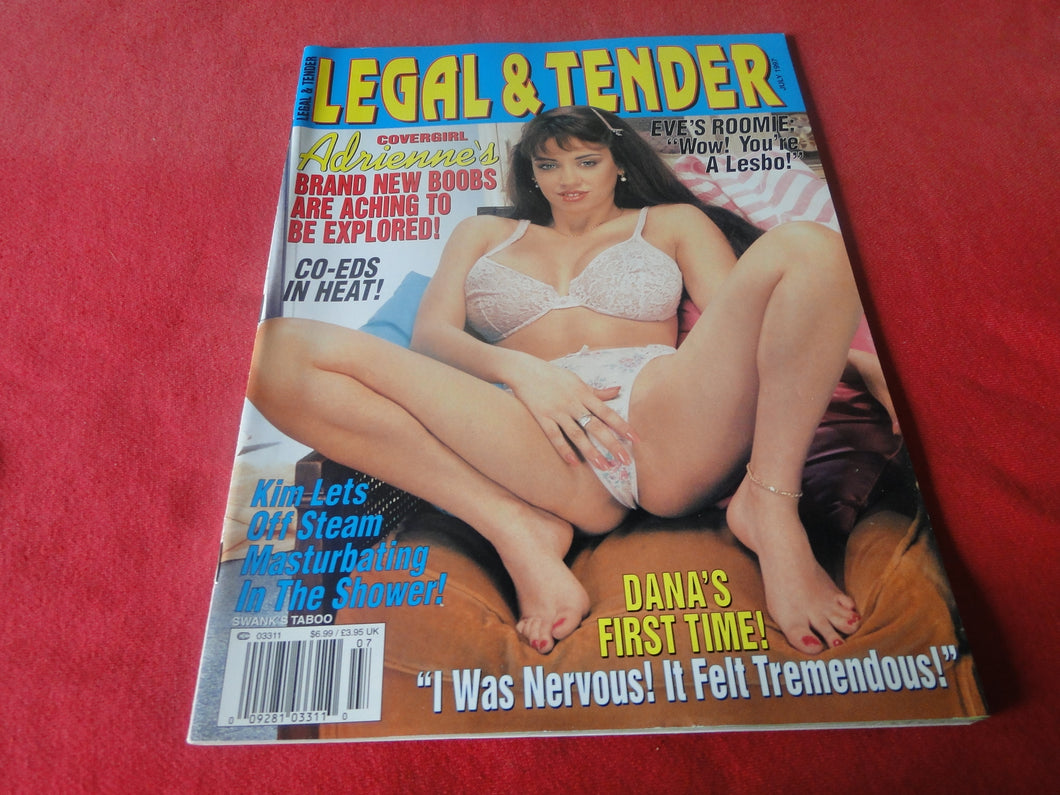 LEGAL & TENDER
LEGAL & TENDER
JULY 1997
COVERGIRL
Adrienne's
BRAND NEW BOOBS
ARE ACHING TO
BE EXPLORED!
EVE'S ROOMIE:
"Wow! You're
A Lesbo!"
CO-EDS
IN HEAT!
Kim Lets
Off Steam
Masturbating
In The Shower!
SWANK'S TABOO
03311
$6.99 / £3.95 UK
07
0 09281 03311 0
DANA'S
FIRST TIME!
"I Was Nervous! It Felt Tremendous!"